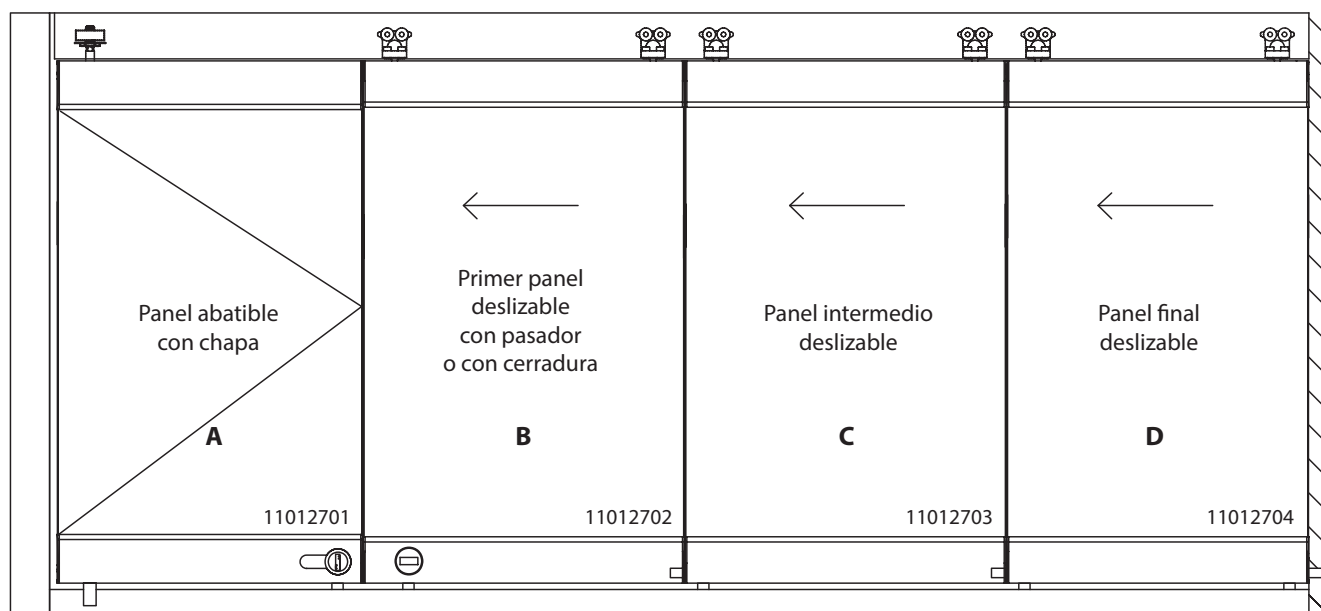 Panel abatible
con chapa
A
11012701
Primer panel
deslizable
con pasador
o con cerradura
B
11012702
Panel intermedio
deslizable
C
11012703
Panel final
deslizable
D
11012704